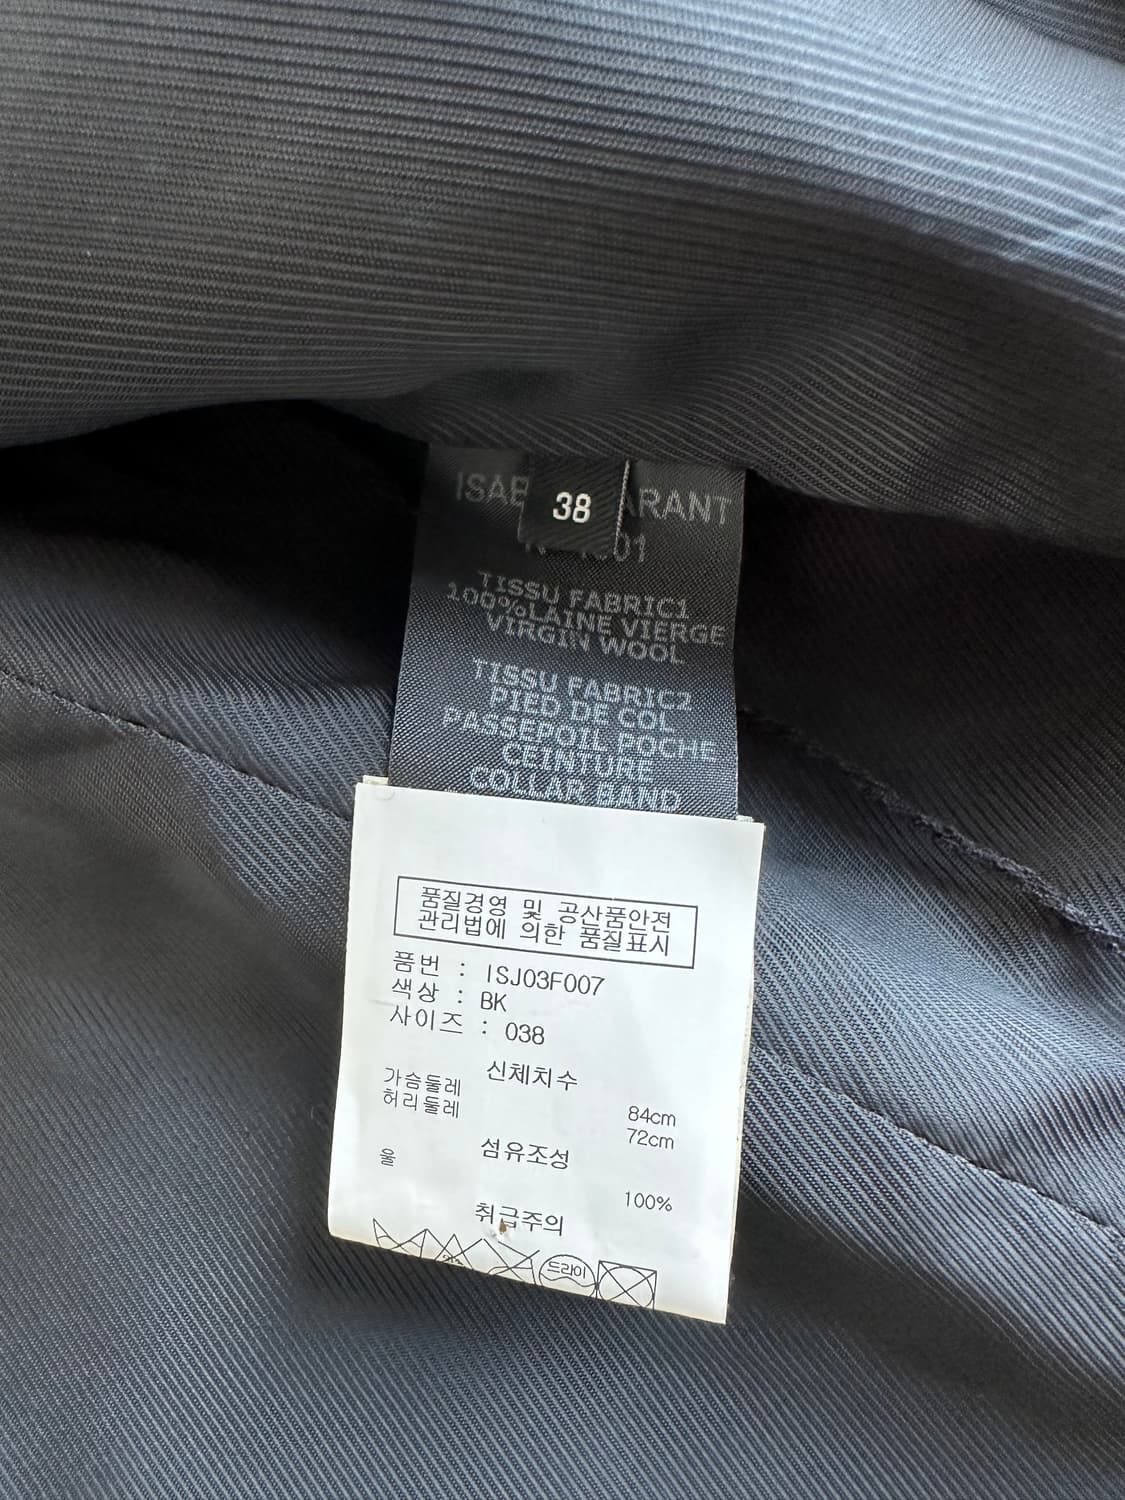 38
TISSU FABRIC1
100%LAINE VIERGE
VIRGIN WOOL
TISSU FABRIC2
PIED DE COL
PASSEPOIL POCHE
CEINTURE
COLLAR BAND
품질경영 및 공산품안전
관리법에 의한 품질표시
품번 : ISJ03F007
색상 : BK
사이즈 : 038
신체치수
가슴둘레 84cm
허리둘레 72cm
섬유조성
울 100%
취급주의
드라이